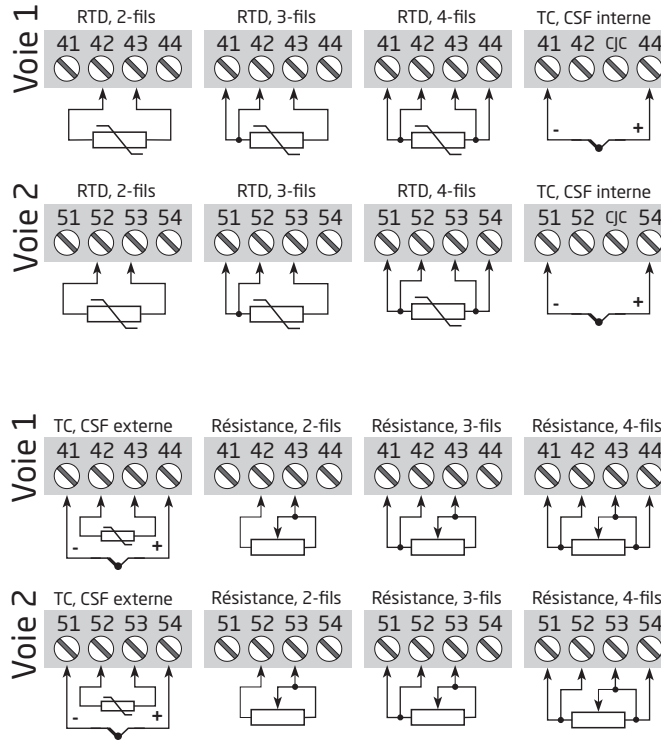 Voie 1
RTD, 2-fils
41 42 43 44
RTD, 3-fils
41 42 43 44
RTD, 4-fils
41 42 43 44
TC, CSF interne
41 42 CJC 44
- +
Voie 2
RTD, 2-fils
51 52 53 54
RTD, 3-fils
51 52 53 54
RTD, 4-fils
51 52 53 54
TC, CSF interne
51 52 CJC 54
- +
Voie 1
TC, CSF externe
41 42 43 44
- +
Résistance, 2-fils
41 42 43 44
Résistance, 3-fils
41 42 43 44
Résistance, 4-fils
41 42 43 44
Voie 2
TC, CSF externe
51 52 53 54
- +
Résistance, 2-fils
51 52 53 54
Résistance, 3-fils
51 52 53 54
Résistance, 4-fils
51 52 53 54